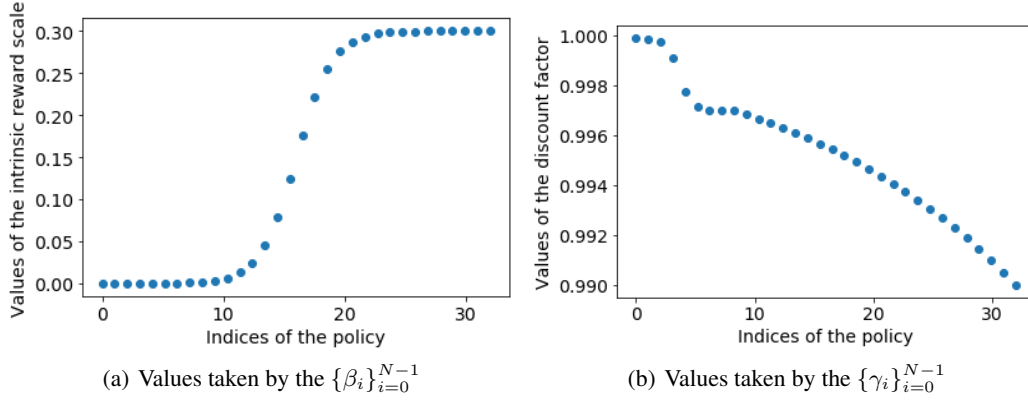 Values of the intrinsic reward scale
0.30
0.25
0.20
0.15
0.10
0.05
0.00
0 10 20 30
Indices of the policy
(a) Values taken by the {β_i}_{i=0}^{N−1}
Values of the discount factor
1.000
0.998
0.996
0.994
0.992
0.990
0 10 20 30
Indices of the policy
(b) Values taken by the {γ_i}_{i=0}^{N−1}